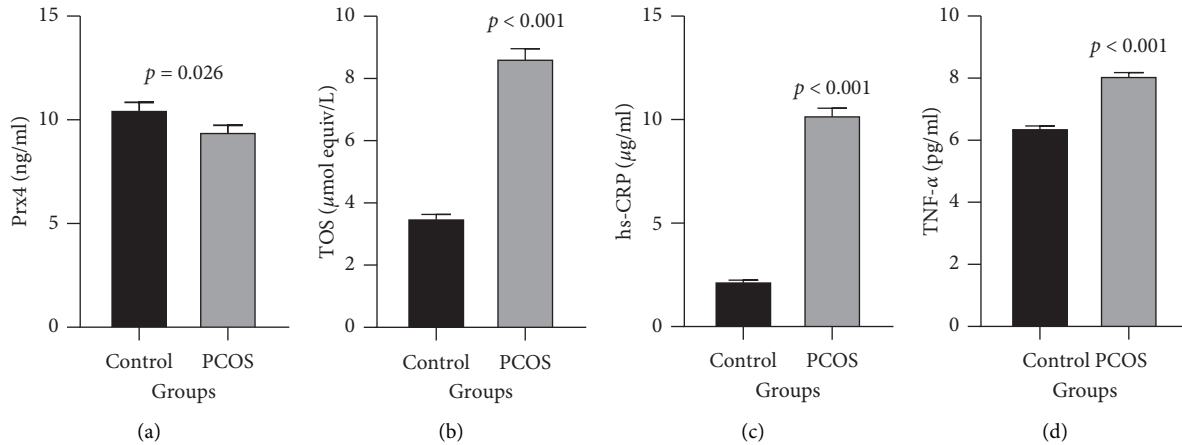 15
10
5
0
Prx4 (ng/ml)
p = 0.026
Control PCOS
Groups
(a)
10
8
6
4
2
0
TOS (μmol equiv/L)
p < 0.001
Control PCOS
Groups
(b)
15
10
5
0
hs-CRP (μg/ml)
p < 0.001
Control PCOS
Groups
(c)
10
8
6
4
2
0
TNF-α (pg/ml)
p < 0.001
Control PCOS
Groups
(d)